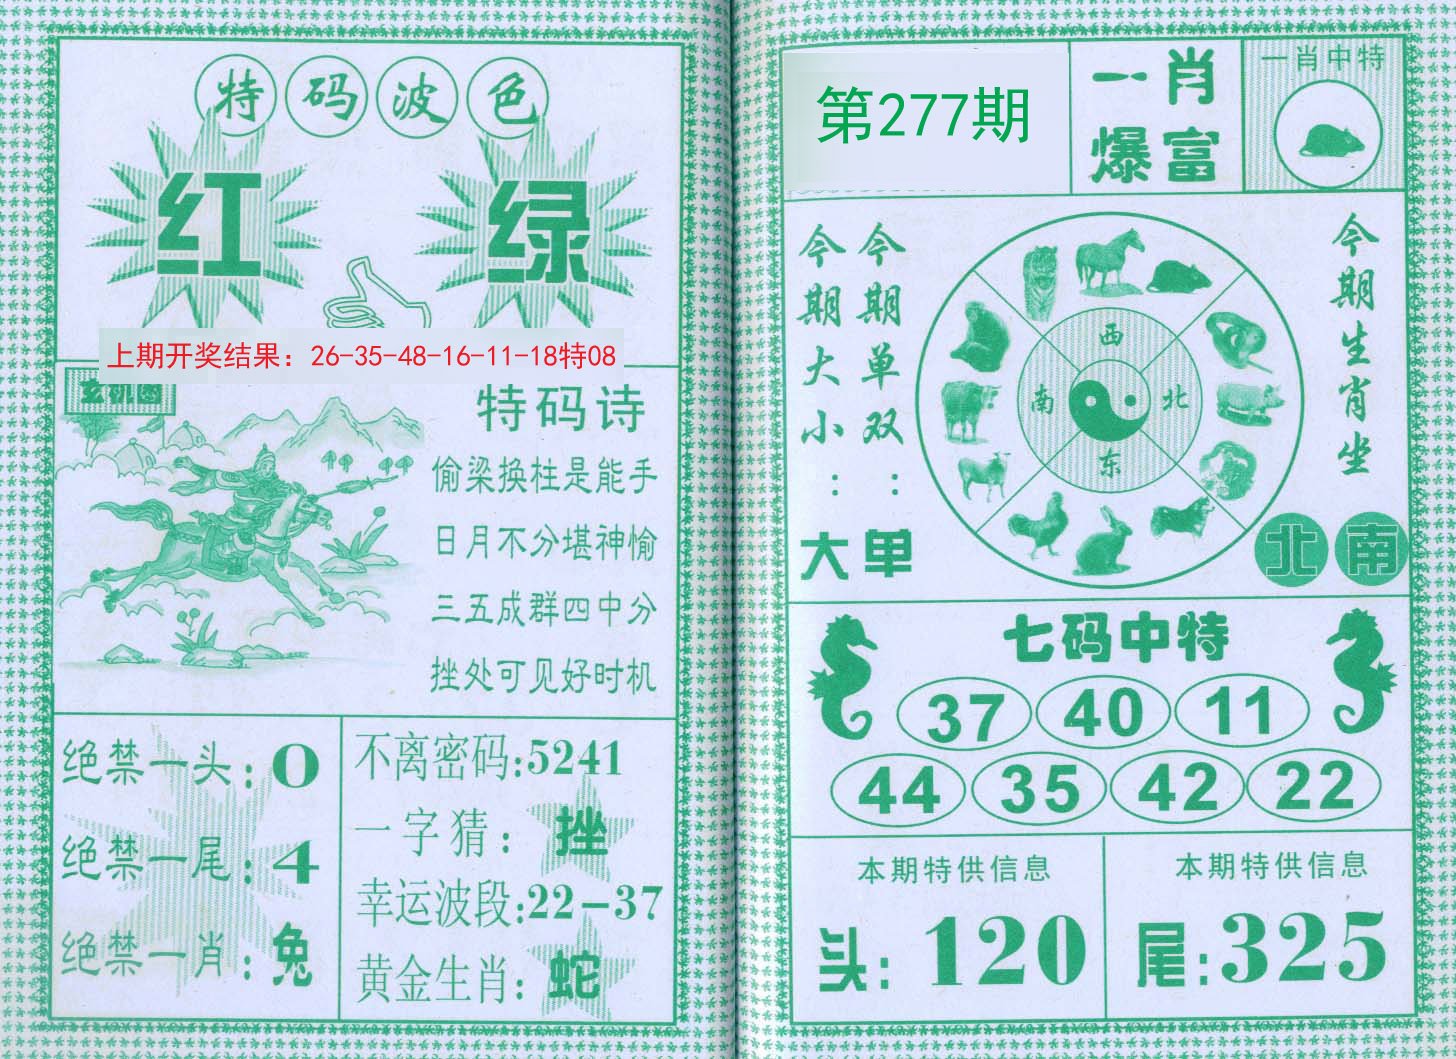 特码波色
红 绿
上期开奖结果：26-35-48-16-11-18特08
玄机图
特码诗
偷梁换柱是能手
日月不分堪神愉
三五成群四中分
挫处可见好时机
绝禁一头:0
绝禁一尾:4
绝禁一肖:兔
不离密码:5241
一字猜:挫
幸运波段:22-37
黄金生肖:蛇
第277期
一肖
爆富
一肖中特
今期大小:大
今期单双:单
西
南 北
东
今期生肖坐
北 南
七码中特
37 40 11
44 35 42 22
本期特供信息
头:120
本期特供信息
尾:325